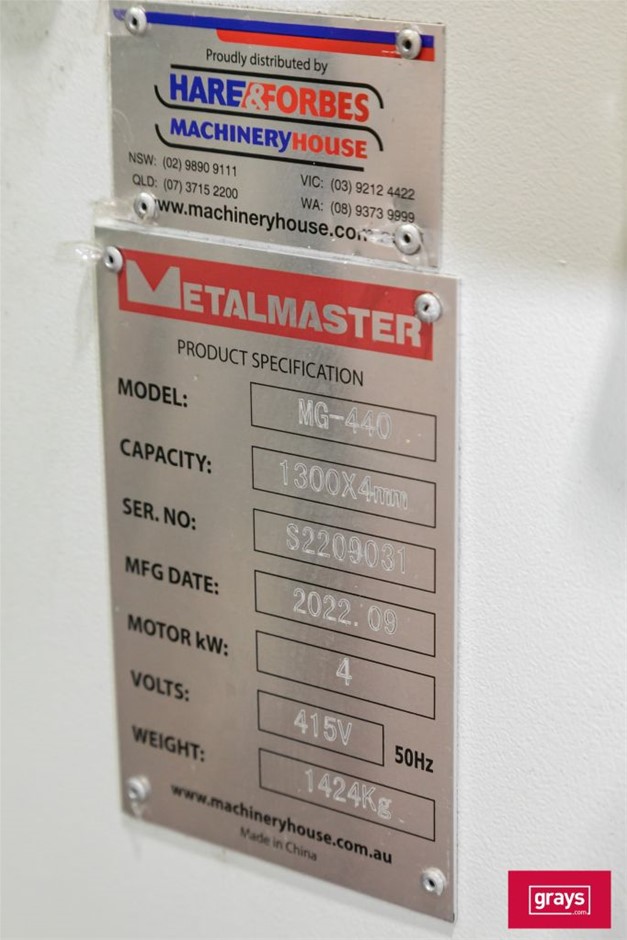 Proudly distributed by
HARE&FORBES
MACHINERYHOUSE
NSW: (02) 9890 9111
VIC: (03) 9212 4422
QLD: (07) 3715 2200
WA: (08) 9373 9999
www.machineryhouse.com.au
METALMASTER
PRODUCT SPECIFICATION
MODEL: MG-440
CAPACITY: 1300X4mm
SER. NO: S2209031
MFG DATE: 2022.09
MOTOR kW: 4
VOLTS: 415V 50Hz
WEIGHT: 1424Kg
www.machineryhouse.com.au
Made in China
grays
.com